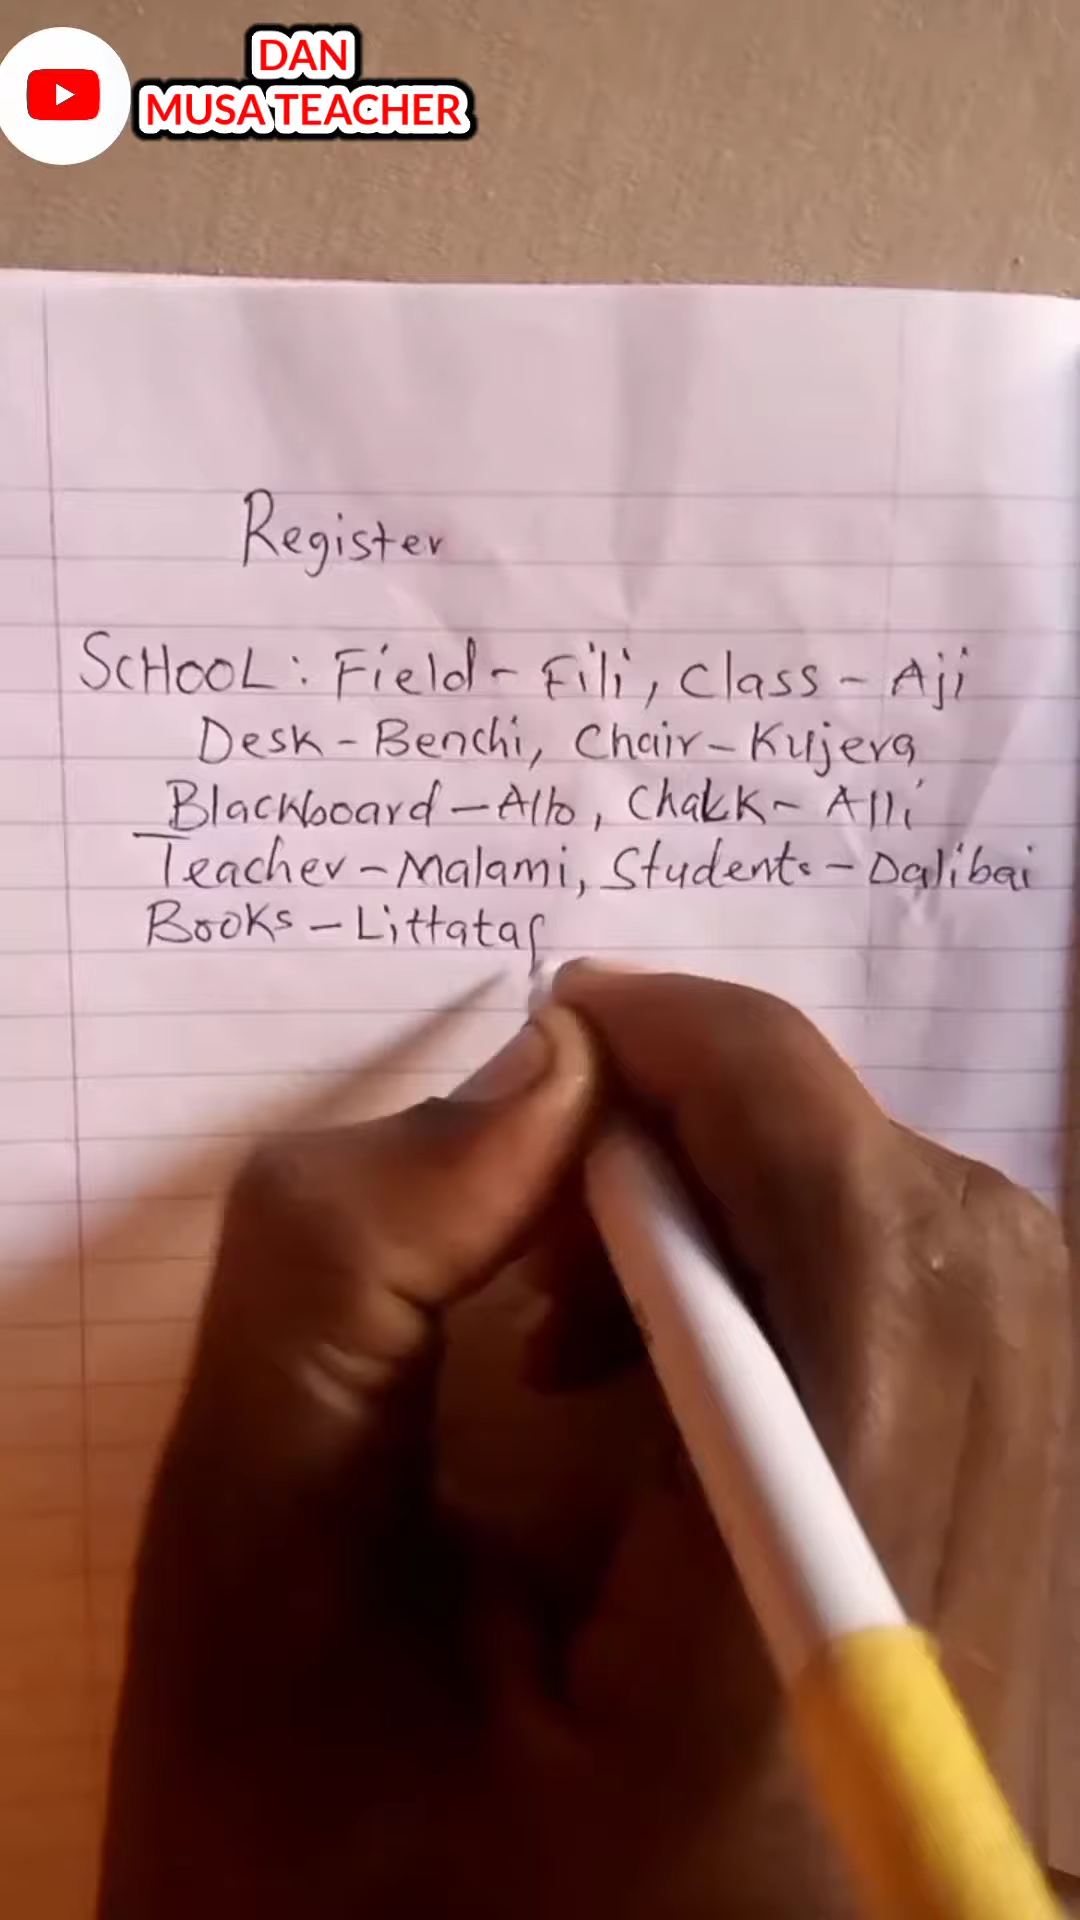 DAN
MUSA TEACHER
Register
SCHOOL: Field - Fili, Class - Aji
Desk - Benchi, Chair - Kujera
Blackboard - Allo, Chalk - Alli
Teacher - Malami, Students - Dalibai
Books - Littataf